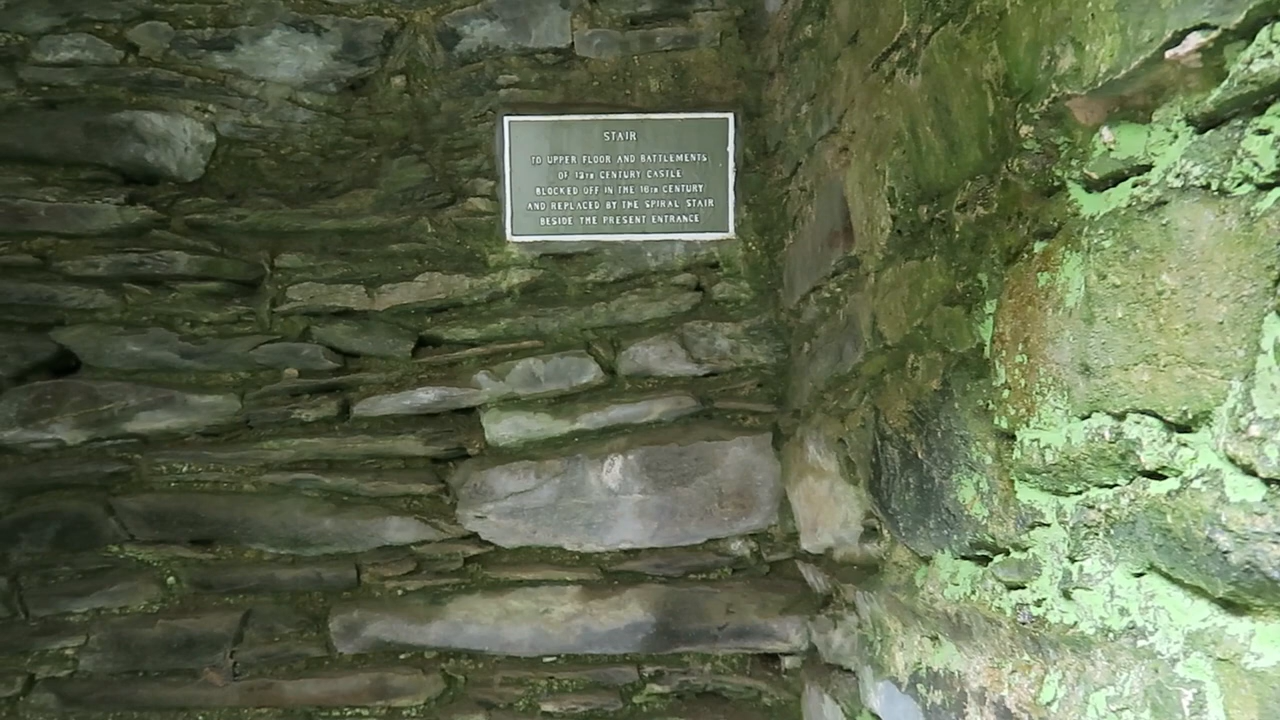 STAIR
TO UPPER FLOOR AND BATTLEMENTS
OF 13TH CENTURY CASTLE
BLOCKED OFF IN THE 16TH CENTURY
AND REPLACED BY THE SPIRAL STAIR
BESIDE THE PRESENT ENTRANCE